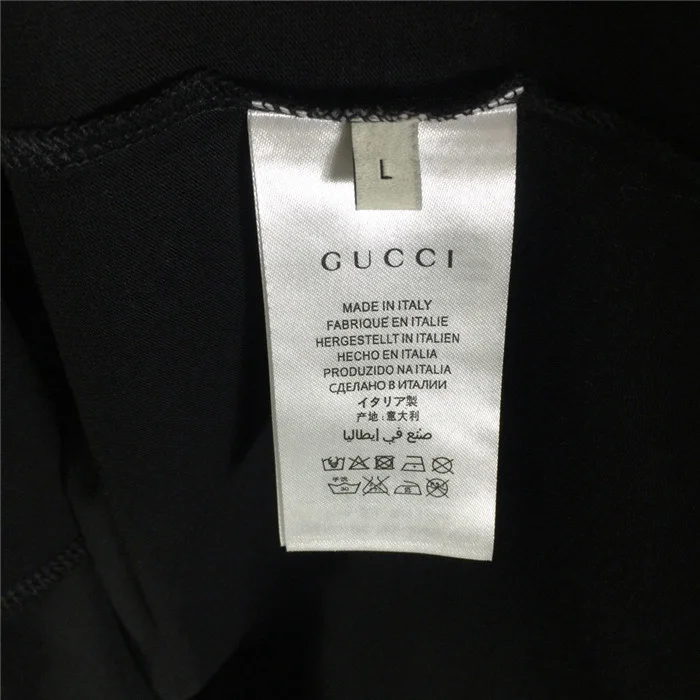 L
GUCCI
MADE IN ITALY
FABRIQUE EN ITALIE
HERGESTELLT IN ITALIEN
HECHO EN ITALIA
PRODUZIDO NA ITALIA
СДЕЛАНО В ИТАЛИИ
イタリア製
产地：意大利
صنع في إيطاليا